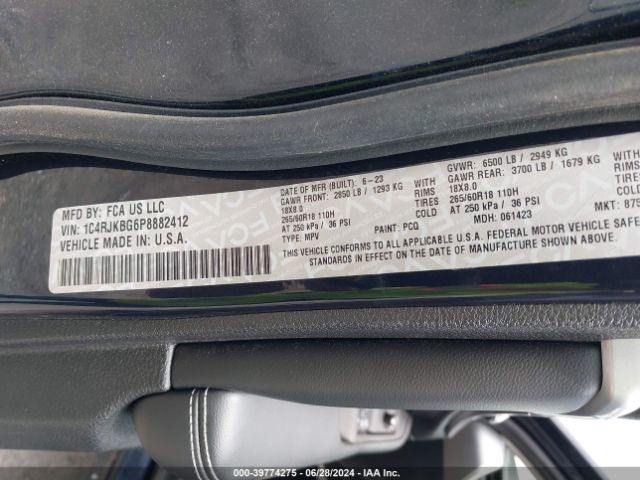 MFD BY: FCA US LLC
VIN: 1C4RJKBG6P8882412
VEHICLE MADE IN U.S.A.
DATE OF MFR (BUILT): 6-23
GAWR FRONT: 2850 LB / 1293 KG WITH
18X8.0 RIMS
265/60R18 110H TIRES
AT 250 kPa / 36 PSI COLD
TYPE: MPV PAINT: PCQ
GVWR: 6500 LB / 2949 KG
GAWR REAR: 3700 LB / 1679 KG
18X8.0 RIMS
265/60R18 110H TIRES
AT 250 kPa / 36 PSI COLD
MDH: 061423 MKT: 875
THIS VEHICLE CONFORMS TO ALL APPLICABLE U.S.A. FEDERAL MOTOR VEHICLE SAFETY
STANDARDS IN EFFECT ON THE DATE OF MANUFACTURE SHOWN ABOVE.
000-39774275 - 06/28/2024 - IAA Inc.